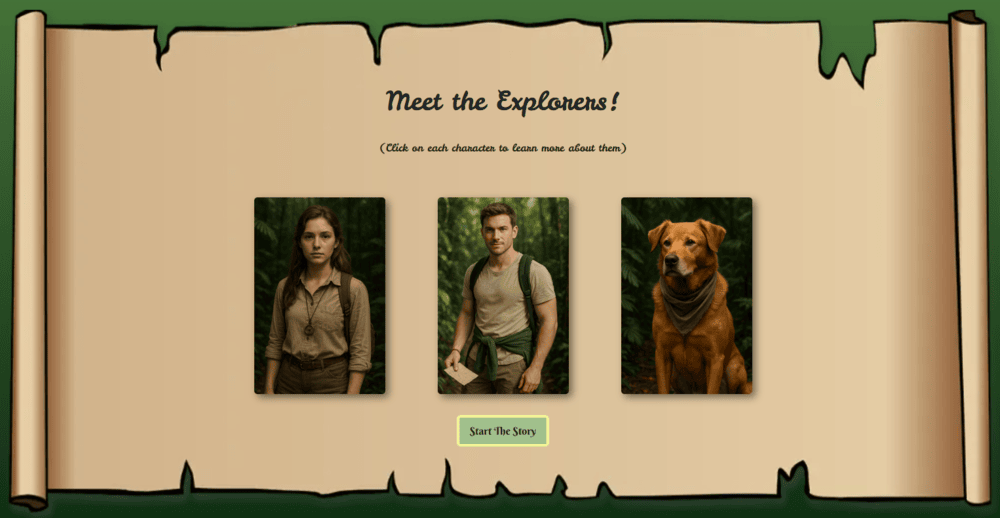 Meet the Explorers!
(Click on each character to learn more about them)
Start The Story